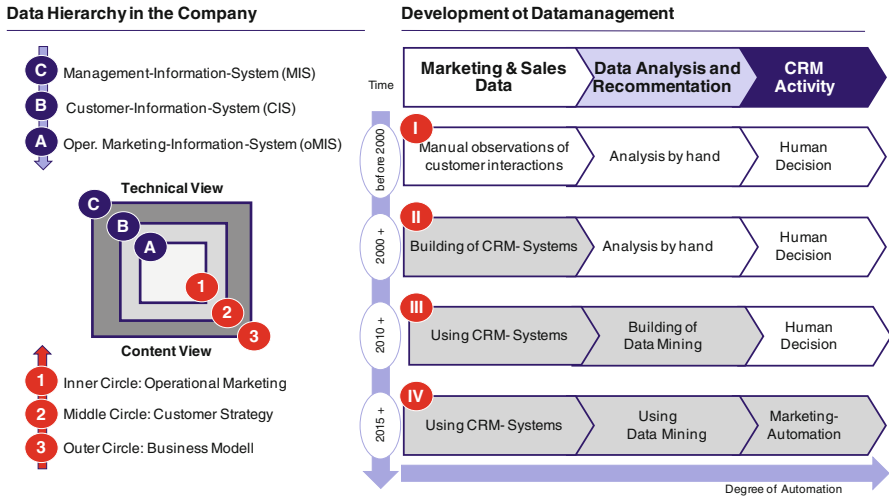 Data Hierarchy in the Company
C Management-Information-System (MIS)
B Customer-Information-System (CIS)
A Oper. Marketing-Information-System (oMIS)
Technical View
C
B
A
1
2
3
Content View
1 Inner Circle: Operational Marketing
2 Middle Circle: Customer Strategy
3 Outer Circle: Business Modell
Development of Datamanagement
Time
Marketing & Sales
Data
Data Analysis and
Recommentation
CRM
Activity
before 2000
I
Manual observations of
customer interactions
Analysis by hand
Human
Decision
2000 +
II
Building of CRM- Systems
Analysis by hand
Human
Decision
2010 +
III
Using CRM- Systems
Building of
Data Mining
Human
Decision
2015 +
IV
Using CRM- Systems
Using
Data Mining
Marketing-
Automation
Degree of Automation